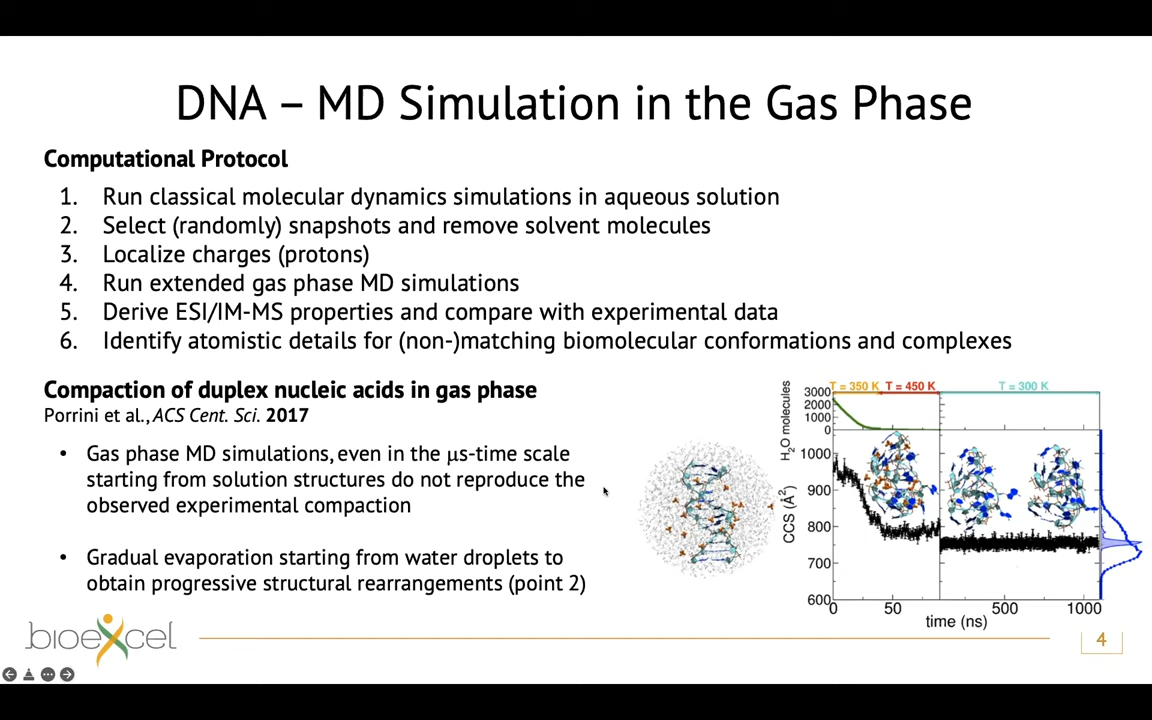 DNA – MD Simulation in the Gas Phase
Computational Protocol
1. Run classical molecular dynamics simulations in aqueous solution
2. Select (randomly) snapshots and remove solvent molecules
3. Localize charges (protons)
4. Run extended gas phase MD simulations
5. Derive ESI/IM-MS properties and compare with experimental data
6. Identify atomistic details for (non-)matching biomolecular conformations and complexes
Compaction of duplex nucleic acids in gas phase
Porrini et al., ACS Cent. Sci. 2017
• Gas phase MD simulations, even in the µs-time scale
starting from solution structures do not reproduce the
observed experimental compaction
• Gradual evaporation starting from water droplets to
obtain progressive structural rearrangements (point 2)
T = 350 K T = 450 K T = 300 K
H2O molecules
3000
2000
1000
0
CCS (Å²)
1000
900
800
700
600
0 50 500 1000
time (ns)
bioexcel
4